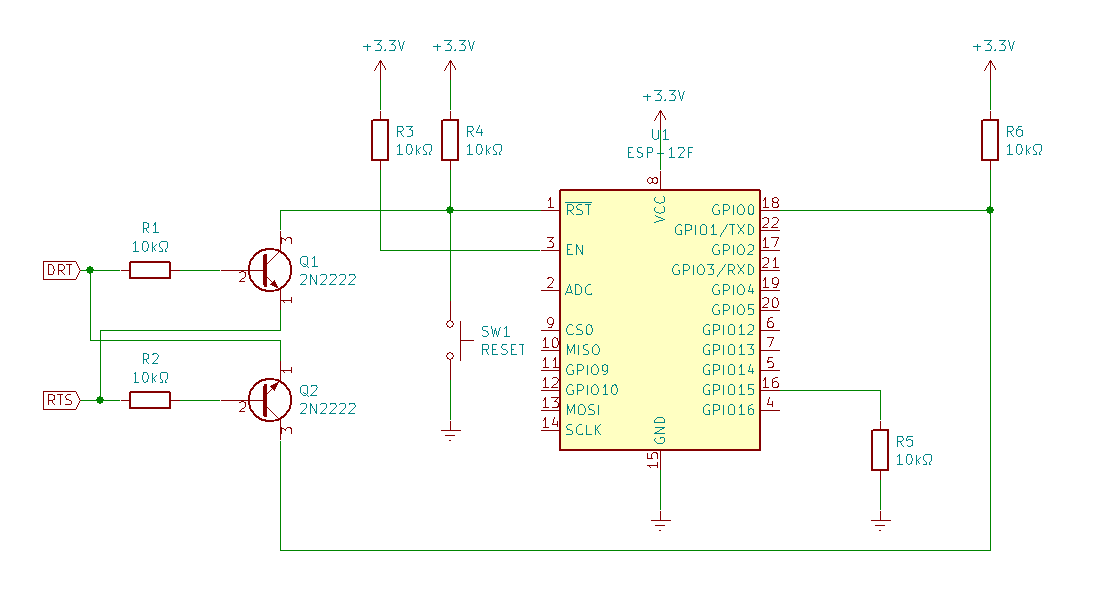 +3.3V
+3.3V
+3.3V
+3.3V
R3
10kΩ
R4
10kΩ
U1
ESP-12F
R6
10kΩ
8
VCC
1
RST
GPIO0
18
GPIO1/TXD
22
3
EN
GPIO2
17
GPIO3/RXD
21
2
ADC
GPIO4
19
GPIO5
20
9
CS0
GPIO12
6
10
MISO
GPIO13
7
11
GPIO9
GPIO14
5
12
GPIO10
GPIO15
16
13
MOSI
GPIO16
4
14
SCLK
GND
15
R1
10kΩ
DRT
3
2
1
Q1
2N2222
SW1
RESET
R2
10kΩ
RTS
1
2
3
Q2
2N2222
R5
10kΩ